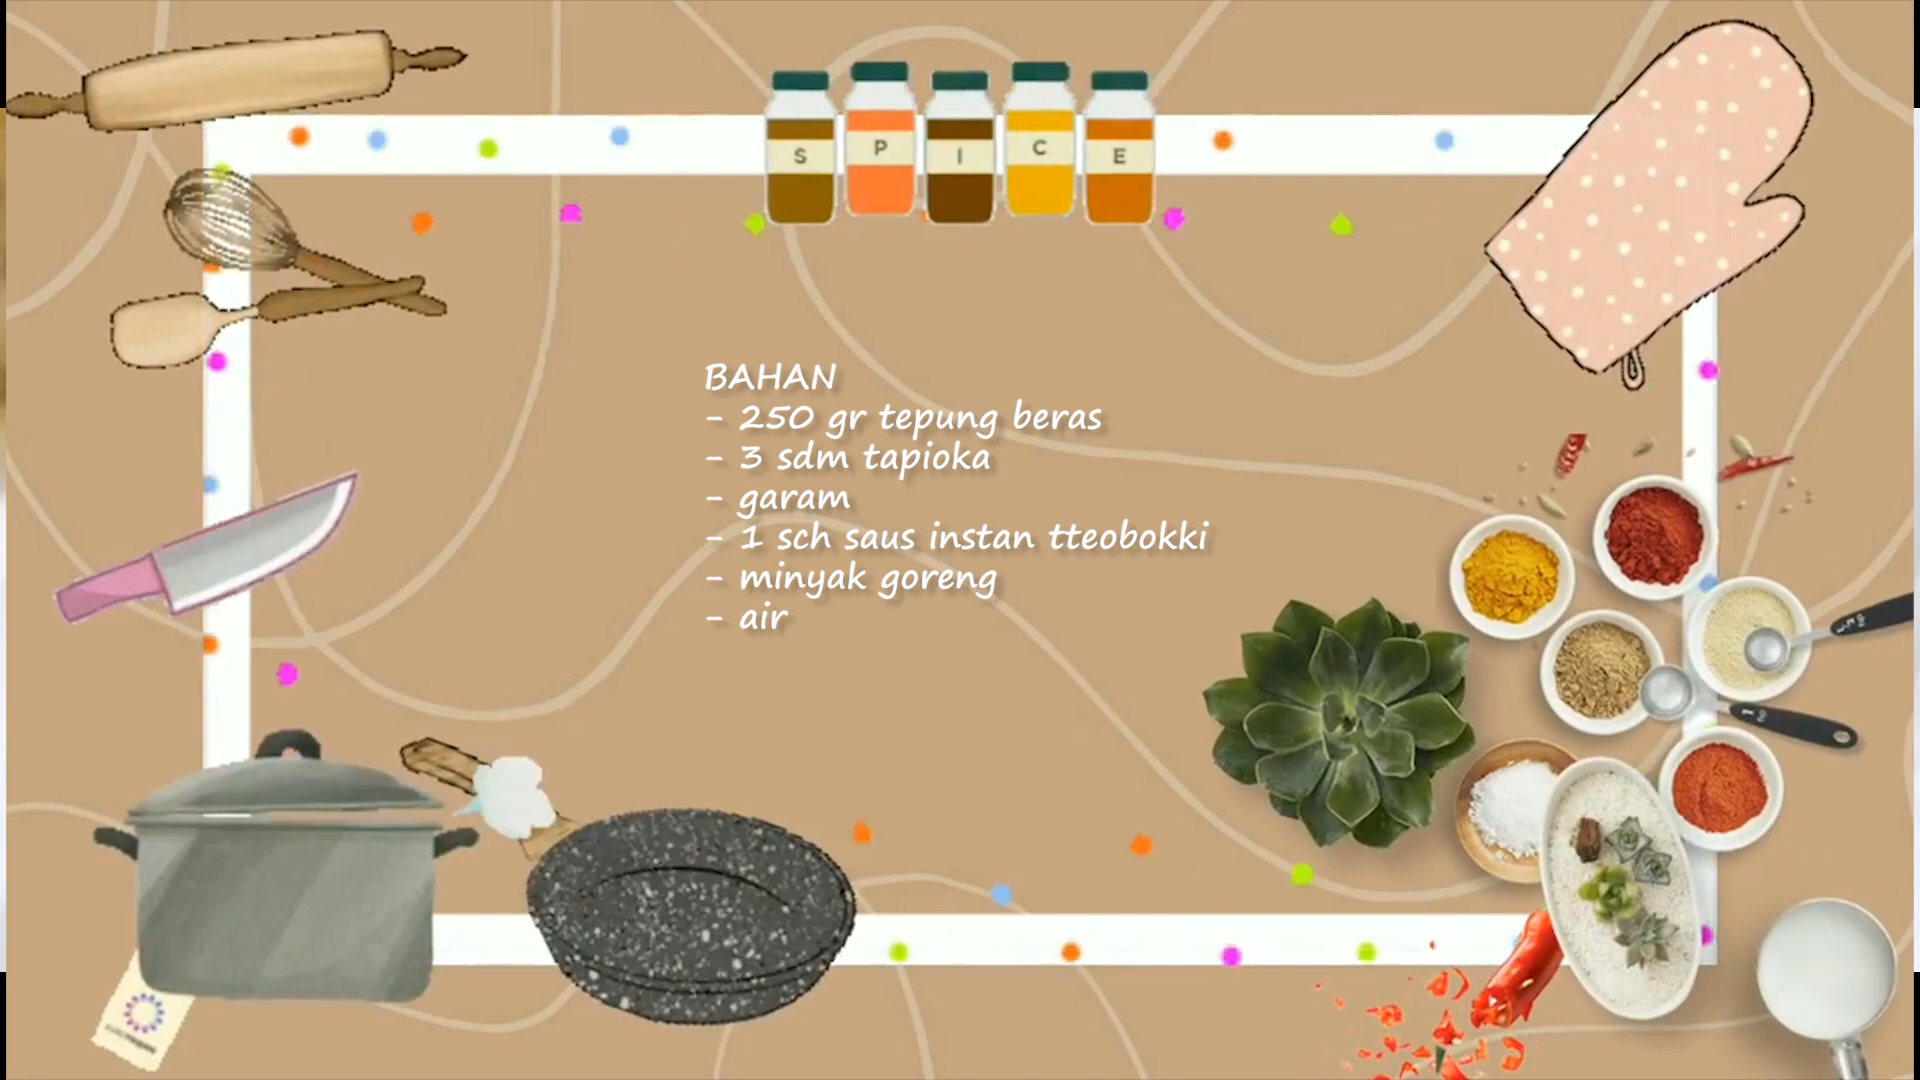 S P I C E
BAHAN
- 250 gr tepung beras
- 3 sdm tapioka
- garam
- 1 sch saus instan tteobokki
- minyak goreng
- air